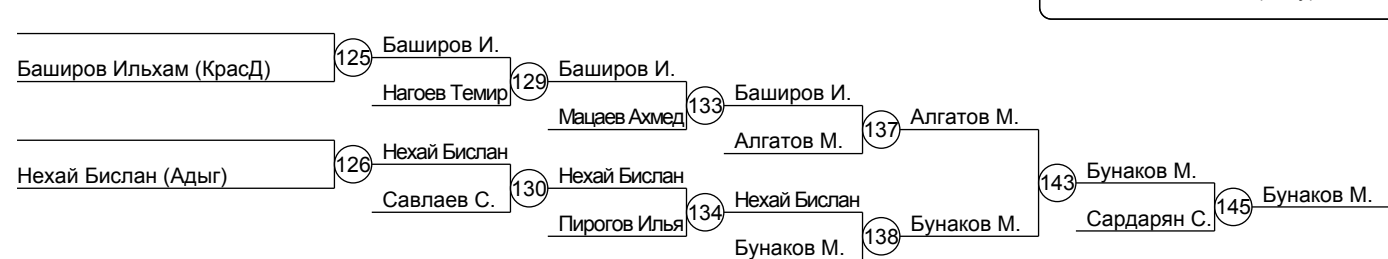 Баширов Ильхам (КрасД)
125
Баширов И.
Нагоев Темир
129
Баширов И.
Мацаев Ахмед
133
Баширов И.
Алгатов М.
137
Алгатов М.
Нехай Бислан (Адыг)
126
Нехай Бислан
Савлаев С.
130
Нехай Бислан
Пирогов Илья
134
Нехай Бислан
Бунаков М.
138
Бунаков М.
143
Бунаков М.
Сардарян С.
145
Бунаков М.